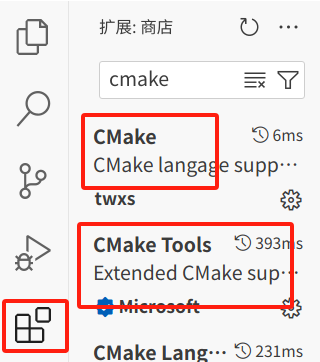 扩展: 商店
cmake
CMake
6ms
CMake langage supp…
twxs
CMake Tools
393ms
Extended CMake sup…
Microsoft
CMake Lang…
231ms